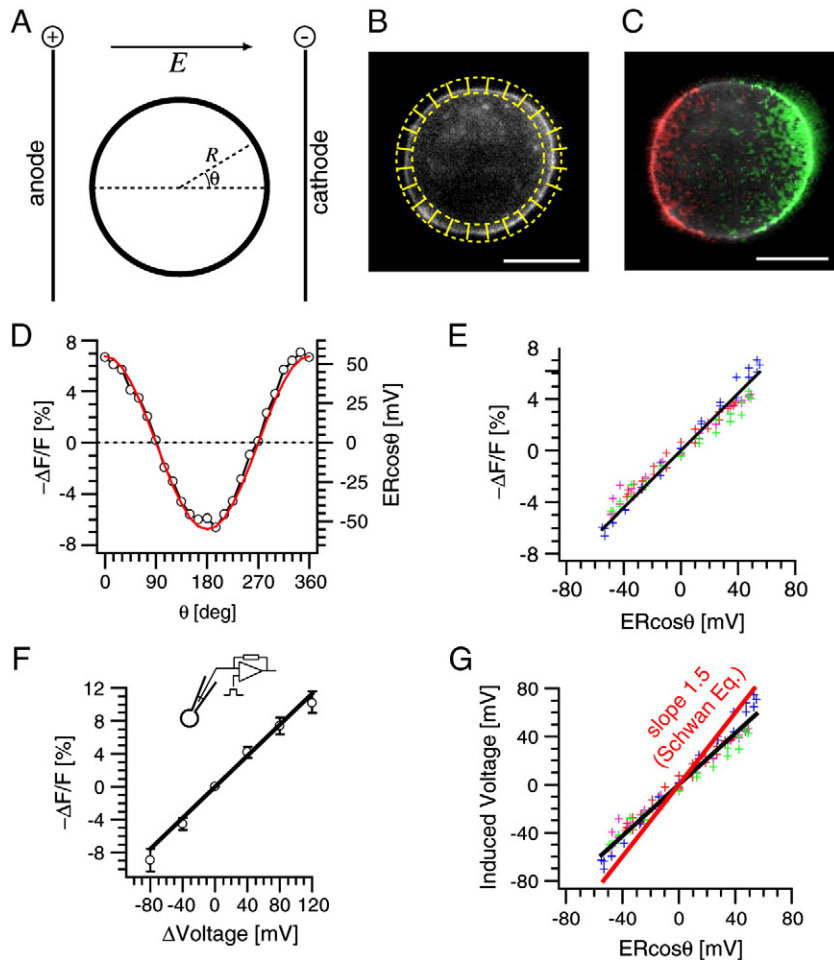 A
+
E
-
anode
R
θ
cathode
B
C
D
8
4
0
-4
-8
−ΔF/F [%]
50
25
0
-25
-50
ERcosθ [mV]
0
90
180
270
360
θ [deg]
E
8
4
0
-4
-8
−ΔF/F [%]
-80
-40
0
40
80
ERcosθ [mV]
F
12
8
4
0
-4
-8
−ΔF/F [%]
-80
-40
0
40
80
120
ΔVoltage [mV]
G
80
40
0
-40
-80
Induced Voltage [mV]
slope 1.5
(Schwan Eq.)
-80
-40
0
40
80
ERcosθ [mV]